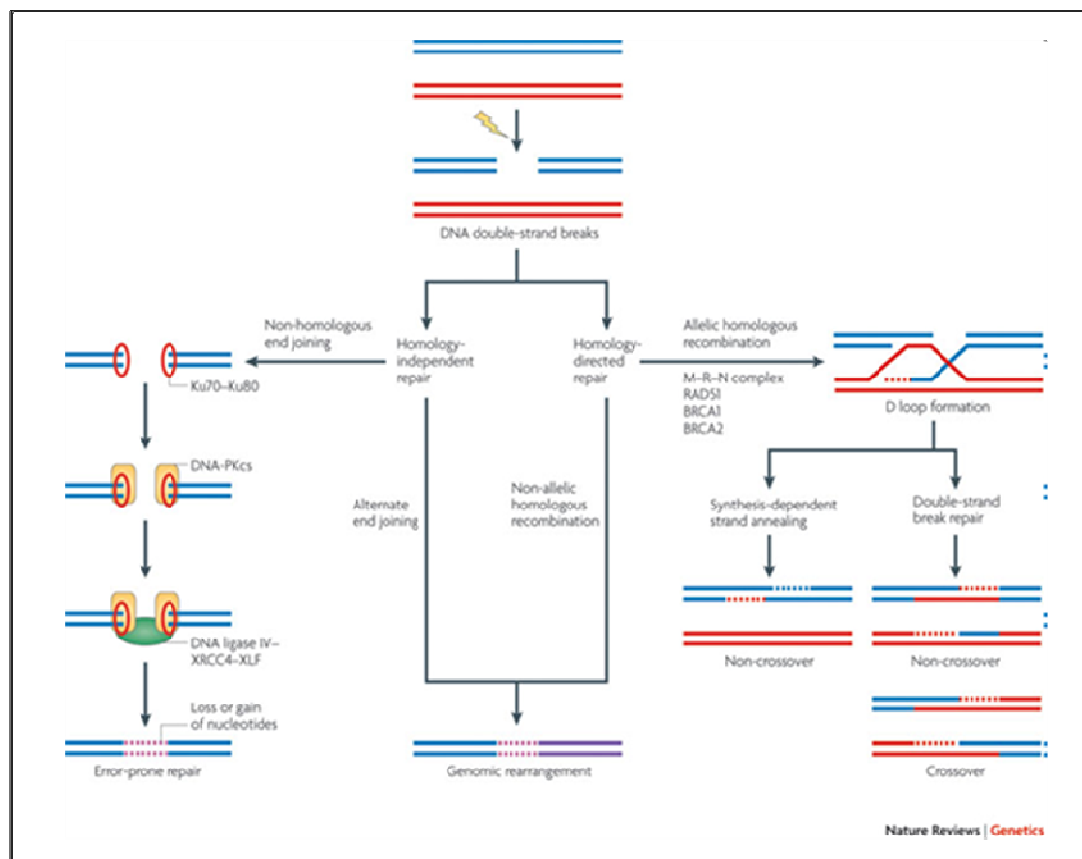 DNA double-strand breaks
Non-homologous
end joining
Homology-
independent
repair
Homology-
directed
repair
Allelic homologous
recombination
M–R–N complex
RAD51
BRCA1
BRCA2
Ku70–Ku80
D loop formation
DNA-PKcs
Alternate
end joining
Non-allelic
homologous
recombination
Synthesis-dependent
strand annealing
Double-strand
break repair
DNA ligase IV–
XRCC4–XLF
Non-crossover
Non-crossover
Loss or gain
of nucleotides
Error-prone repair
Genomic rearrangement
Crossover
Nature Reviews | Genetics